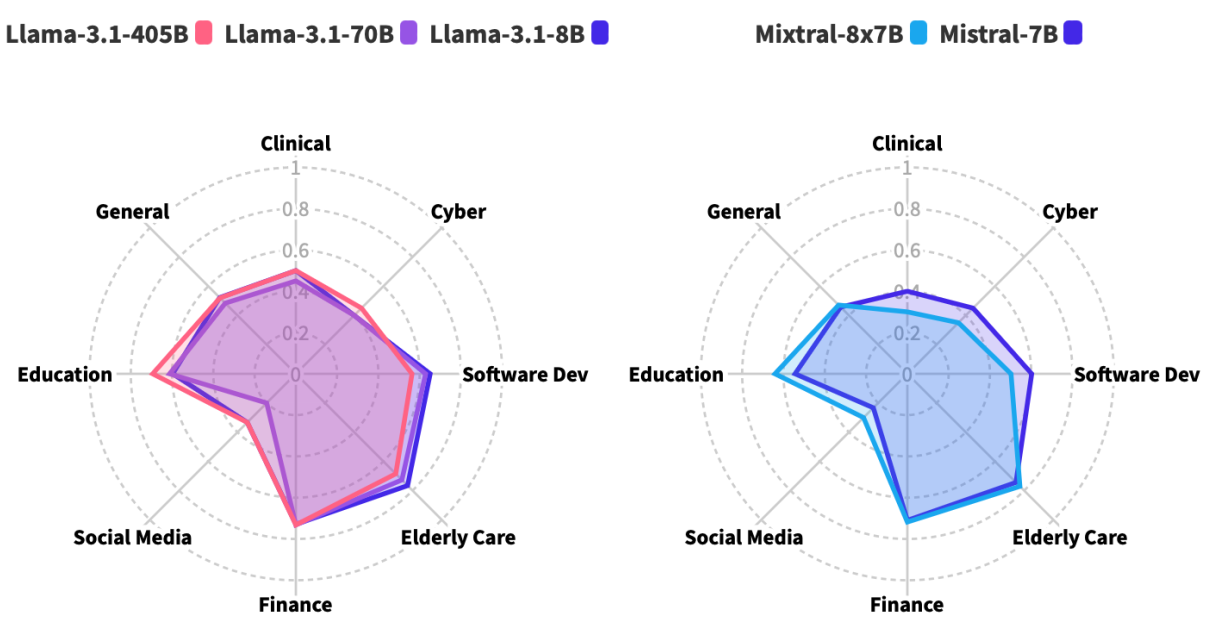 Llama-3.1-405B Llama-3.1-70B Llama-3.1-8B
Clinical
1
General
0.8
Cyber
0.6
0.4
0.2
Education
0
Software Dev
Social Media
Elderly Care
Finance
Mixtral-8x7B Mistral-7B
Clinical
1
General
0.8
Cyber
0.6
0.4
0.2
Education
0
Software Dev
Social Media
Elderly Care
Finance